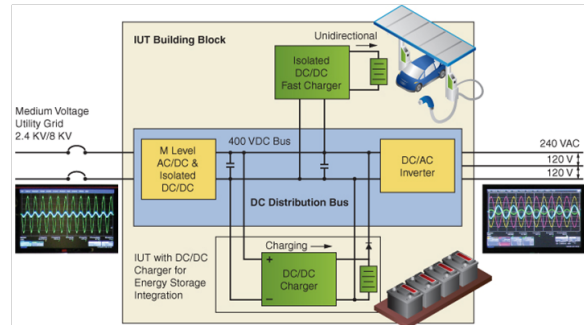 IUT Building Block
Unidirectional
Isolated
DC/DC
Fast Charger
Medium Voltage
Utility Grid
2.4 KV/8 KV
400 VDC Bus
M Level
AC/DC &
Isolated
DC/DC
DC/AC
Inverter
240 VAC
120 V
120 V
DC Distribution Bus
IUT with DC/DC
Charger for
Energy Storage
Integration
Charging
+
–
DC/DC
Charger